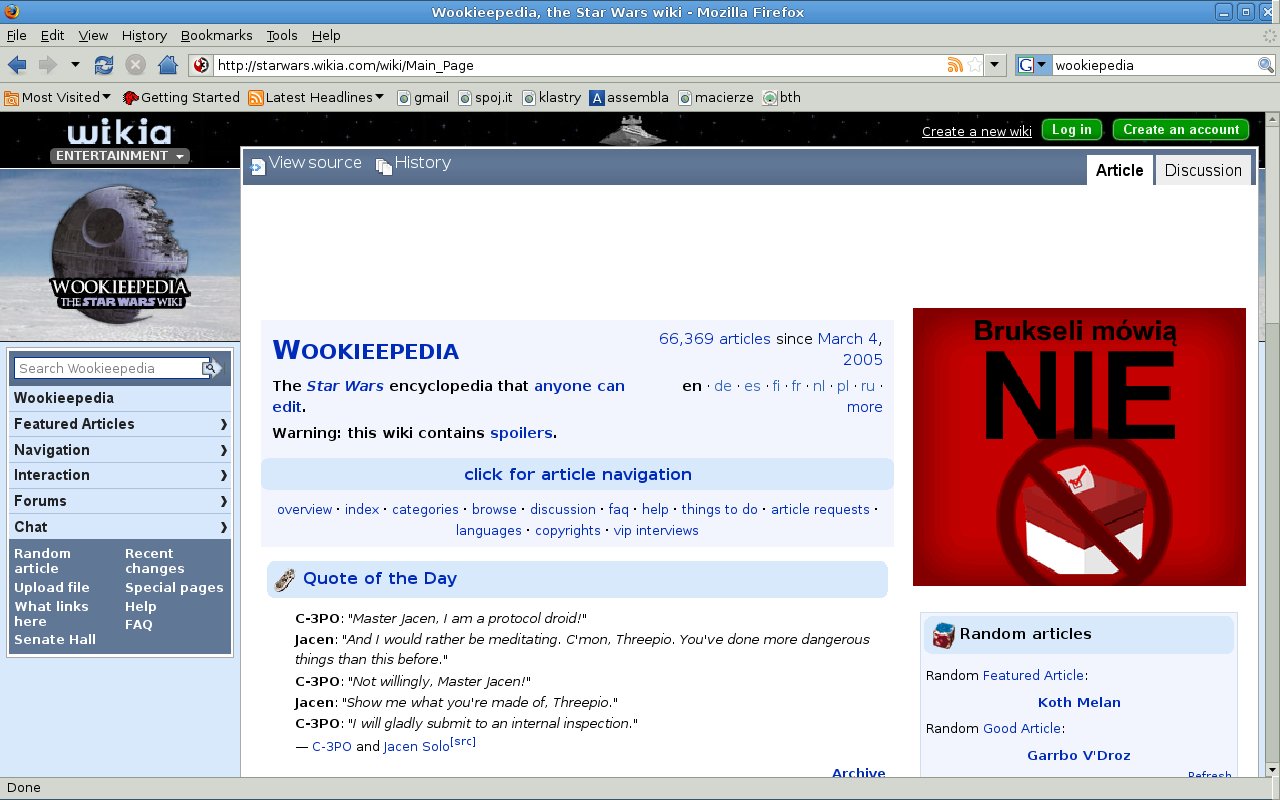 Wookieepedia, the Star Wars wiki - Mozilla Firefox
File Edit View History Bookmarks Tools Help
http://starwars.wikia.com/wiki/Main_Page
G wookiepedia
Most Visited Getting Started Latest Headlines gmail spoj.it klastry assembla macierze bth
wikia
ENTERTAINMENT
Create a new wiki Log in Create an account
View source History
Article Discussion
WOOKIEEPEDIA
THE STAR WARS WIKI
Search Wookieepedia
Wookieepedia
Featured Articles
Navigation
Interaction
Forums
Chat
Random article
Upload file
What links here
Senate Hall
Recent changes
Special pages
Help
FAQ
WOOKIEEPEDIA
66,369 articles since March 4,
2005
The Star Wars encyclopedia that anyone can
edit.
en · de · es · fi · fr · nl · pl · ru ·
more
Warning: this wiki contains spoilers.
click for article navigation
overview · index · categories · browse · discussion · faq · help · things to do · article requests ·
languages · copyrights · vip interviews
Quote of the Day
C-3PO: "Master Jacen, I am a protocol droid!"
Jacen: "And I would rather be meditating. C'mon, Threepio. You've done more dangerous
things than this before."
C-3PO: "Not willingly, Master Jacen!"
Jacen: "Show me what you're made of, Threepio."
C-3PO: "I will gladly submit to an internal inspection."
— C-3PO and Jacen Solo[src]
Archive
Brukseli mówią
NIE
Random articles
Random Featured Article:
Koth Melan
Random Good Article:
Garrbo V'Droz
Refresh
Done